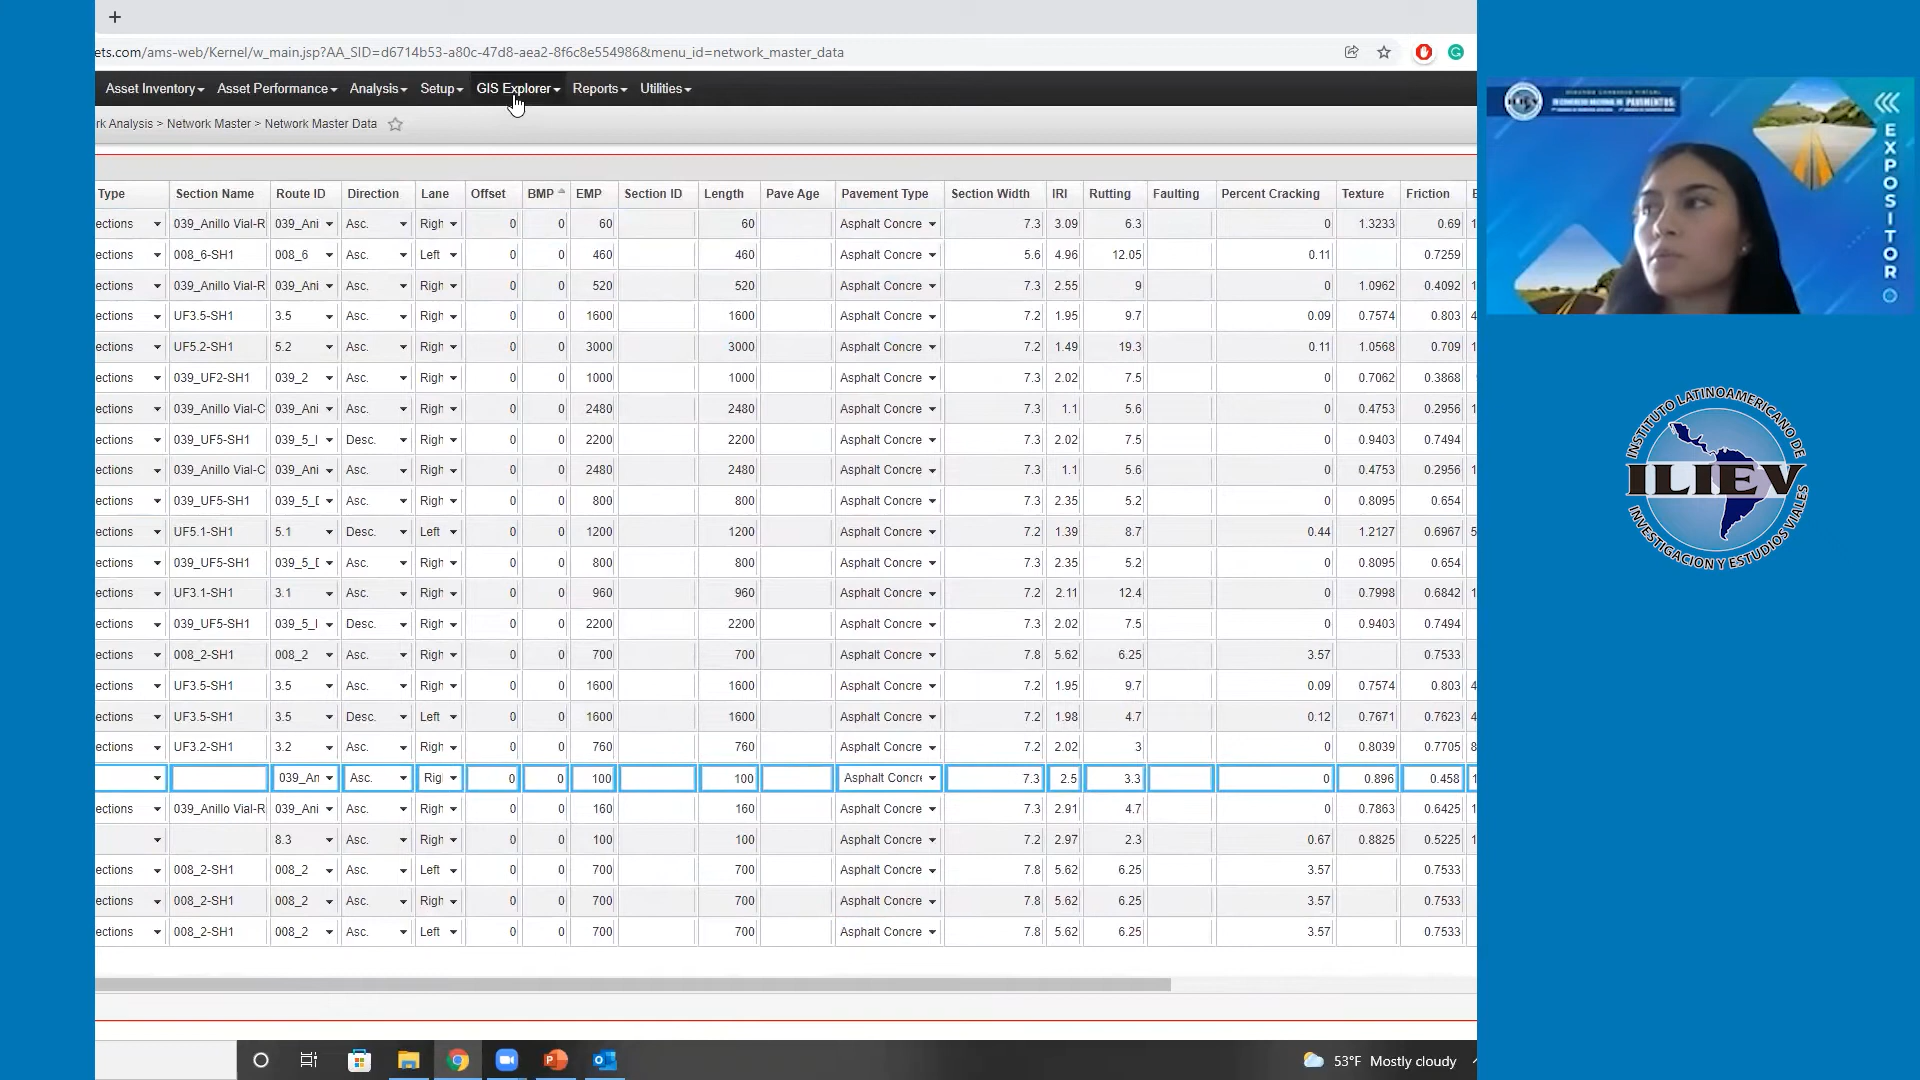 ets.com/ams-web/Kernel/w_main.jsp?AA_SID=d6714b53-a80c-47d8-aea2-8f6c8e554986&menu_id=network_master_data
Asset Inventory Asset Performance Analysis Setup GIS Explorer Reports Utilities
rk Analysis > Network Master > Network Master Data
Type Section Name Route ID Direction Lane Offset BMP EMP Section ID Length Pave Age Pavement Type Section Width IRI Rutting Faulting Percent Cracking Texture Friction
ections 039_Anillo Vial-R 039_Ani Asc. Righ 0 0 60 60 Asphalt Concre 7.3 3.09 6.3 0 1.3233 0.69 1
ections 008_6-SH1 008_6 Asc. Left 0 0 460 460 Asphalt Concre 5.6 4.96 12.05 0.11 0.7259
ections 039_Anillo Vial-R 039_Ani Asc. Righ 0 0 520 520 Asphalt Concre 7.3 2.55 9 0 1.0962 0.4092 1
ections UF3.5-SH1 3.5 Asc. Righ 0 0 1600 1600 Asphalt Concre 7.2 1.95 9.7 0.09 0.7574 0.803 4
ections UF5.2-SH1 5.2 Asc. Righ 0 0 3000 3000 Asphalt Concre 7.2 1.49 19.3 0.11 1.0568 0.709 1
ections 039_UF2-SH1 039_2 Asc. Righ 0 0 1000 1000 Asphalt Concre 7.3 2.02 7.5 0 0.7062 0.3868
ections 039_Anillo Vial-C 039_Ani Asc. Righ 0 0 2480 2480 Asphalt Concre 7.3 1.1 5.6 0 0.4753 0.2956 1
ections 039_UF5-SH1 039_5_I Desc. Righ 0 0 2200 2200 Asphalt Concre 7.3 2.02 7.5 0 0.9403 0.7494
ections 039_Anillo Vial-C 039_Ani Asc. Righ 0 0 2480 2480 Asphalt Concre 7.3 1.1 5.6 0 0.4753 0.2956 1
ections 039_UF5-SH1 039_5_D Asc. Righ 0 0 800 800 Asphalt Concre 7.3 2.35 5.2 0 0.8095 0.654
ections UF5.1-SH1 5.1 Desc. Left 0 0 1200 1200 Asphalt Concre 7.2 1.39 8.7 0.44 1.2127 0.6967 5
ections 039_UF5-SH1 039_5_D Asc. Righ 0 0 800 800 Asphalt Concre 7.3 2.35 5.2 0 0.8095 0.654
ections UF3.1-SH1 3.1 Asc. Righ 0 0 960 960 Asphalt Concre 7.2 2.11 12.4 0 0.7998 0.6842 1
ections 039_UF5-SH1 039_5_I Desc. Righ 0 0 2200 2200 Asphalt Concre 7.3 2.02 7.5 0 0.9403 0.7494
ections 008_2-SH1 008_2 Asc. Righ 0 0 700 700 Asphalt Concre 7.8 5.62 6.25 3.57 0.7533
ections UF3.5-SH1 3.5 Asc. Righ 0 0 1600 1600 Asphalt Concre 7.2 1.95 9.7 0.09 0.7574 0.803 4
ections UF3.5-SH1 3.5 Desc. Left 0 0 1600 1600 Asphalt Concre 7.2 1.98 4.7 0.12 0.7671 0.7623 4
ections UF3.2-SH1 3.2 Asc. Righ 0 0 760 760 Asphalt Concre 7.2 2.02 3 0 0.8039 0.7705 8
039_An Asc. Rig 0 0 100 100 Asphalt Concre 7.3 2.5 3.3 0 0.896 0.458 1
ections 039_Anillo Vial-R 039_Ani Asc. Righ 0 0 160 160 Asphalt Concre 7.3 2.91 4.7 0 0.7863 0.6425 1
8.3 Asc. Righ 0 0 100 100 Asphalt Concre 7.2 2.97 2.3 0.67 0.8825 0.5225 1
ections 008_2-SH1 008_2 Asc. Left 0 0 700 700 Asphalt Concre 7.8 5.62 6.25 3.57 0.7533
ections 008_2-SH1 008_2 Asc. Righ 0 0 700 700 Asphalt Concre 7.8 5.62 6.25 3.57 0.7533
ections 008_2-SH1 008_2 Asc. Left 0 0 700 700 Asphalt Concre 7.8 5.62 6.25 3.57 0.7533
53°F Mostly cloudy
ILIEV
EXPOSITOR
INSTITUTO LATINOAMERICANO DE
ILIEV
INVESTIGACION Y ESTUDIOS VIALES